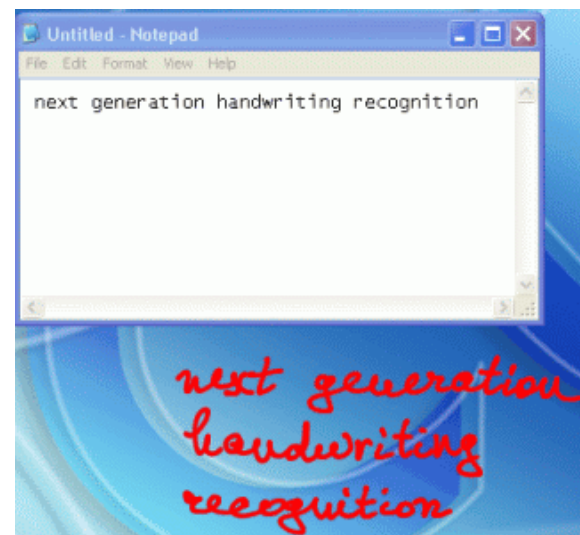 Untitled - Notepad
File Edit Format View Help
next generation handwriting recognition
next generation
handwriting
recognition